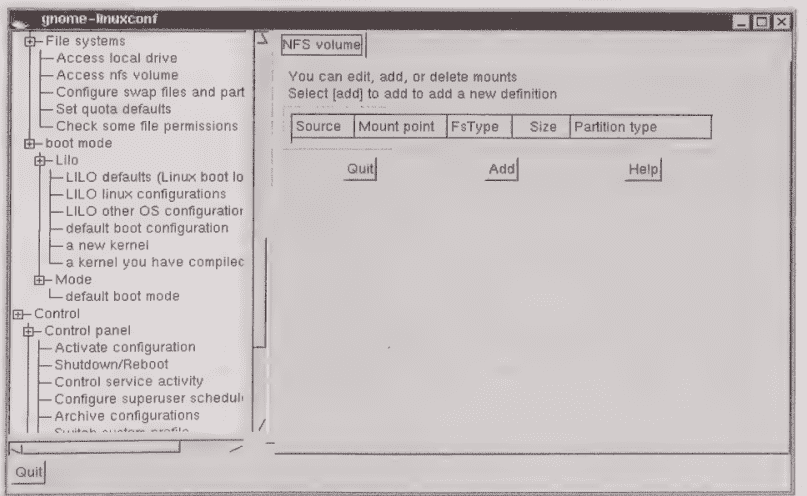 gnome-linuxconf
File systems
Access local drive
Access nfs volume
Configure swap files and part
Set quota defaults
Check some file permissions
boot mode
Lilo
LILO defaults (Linux boot lo
LILO linux configurations
LILO other OS configuration
default boot configuration
a new kernel
a kernel you have compiled
Mode
default boot mode
Control
Control panel
Activate configuration
Shutdown/Reboot
Control service activity
Configure superuser schedul
Archive configurations
Switch system profile
Quit
NFS volume
You can edit, add, or delete mounts
Select [add] to add to add a new definition
Source Mount point FsType Size Partition type
Quit Add Help